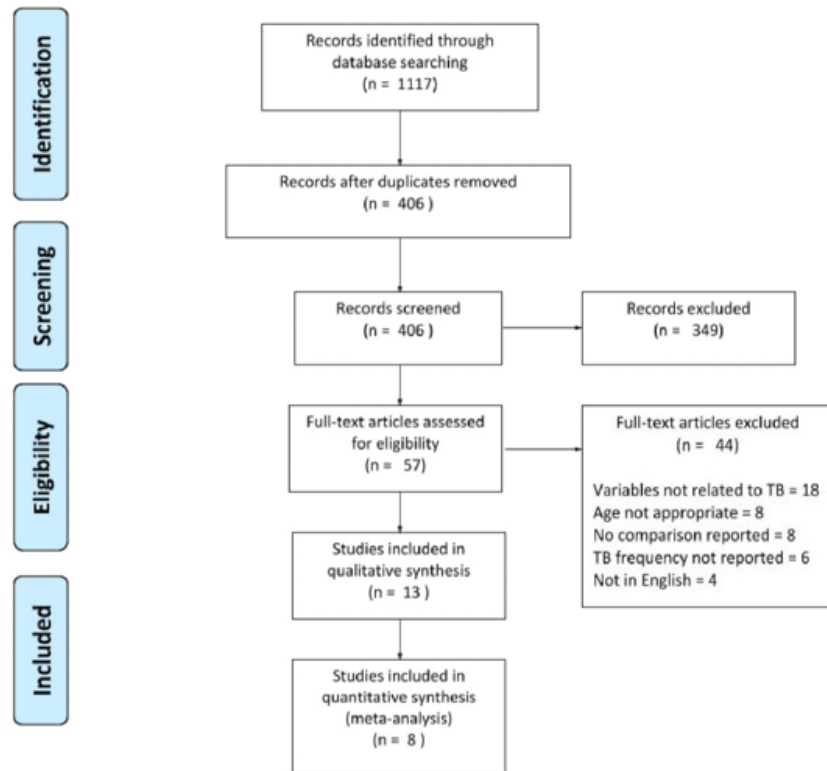 Identification
Records identified through
database searching
(n = 1117)
Records after duplicates removed
(n = 406 )
Screening
Records screened
(n = 406 )
Records excluded
(n = 349)
Eligibility
Full-text articles assessed
for eligibility
(n = 57)
Full-text articles excluded
(n = 44)
Variables not related to TB = 18
Age not appropriate = 8
No comparison reported = 8
TB frequency not reported = 6
Not in English = 4
Studies included in
qualitative synthesis
(n = 13 )
Included
Studies included in
quantitative synthesis
(meta-analysis)
(n = 8 )